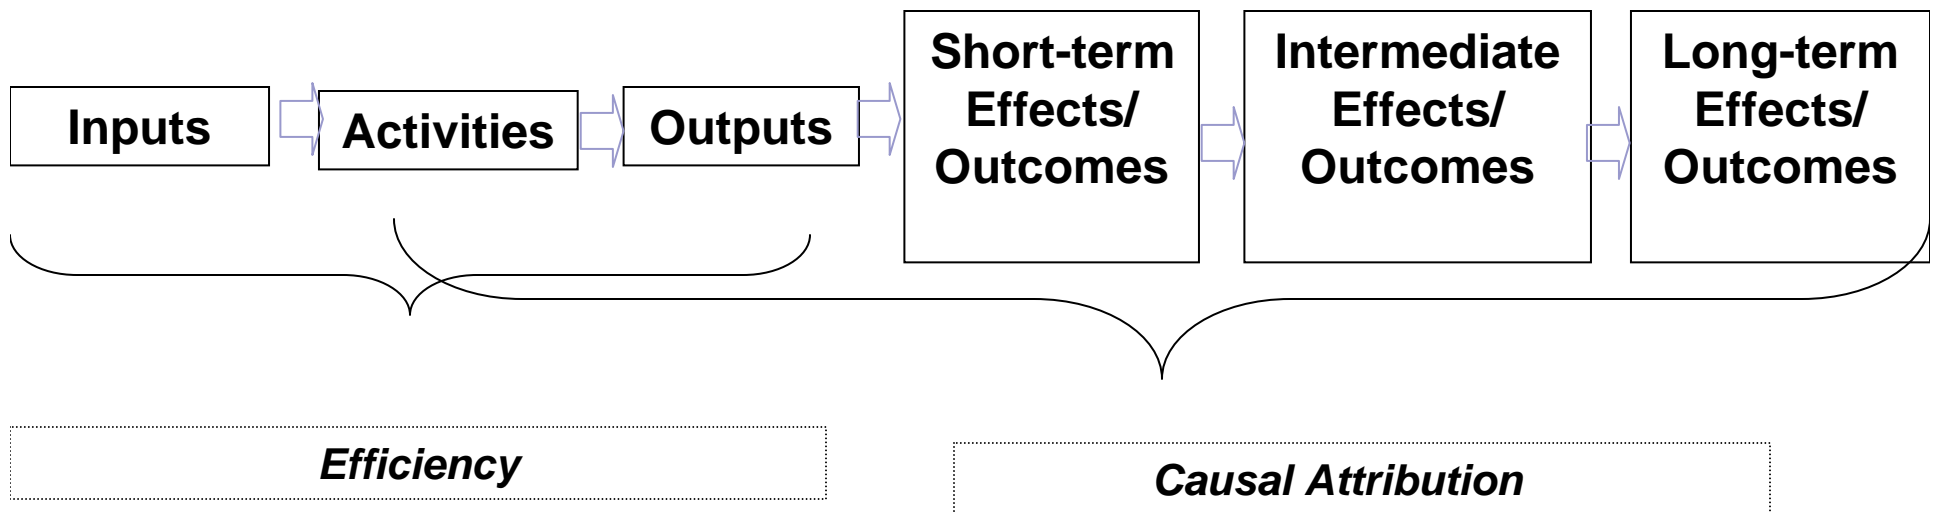 Inputs
Activities
Outputs
Short-term
Effects/
Outcomes
Intermediate
Effects/
Outcomes
Long-term
Effects/
Outcomes
Efficiency
Causal Attribution